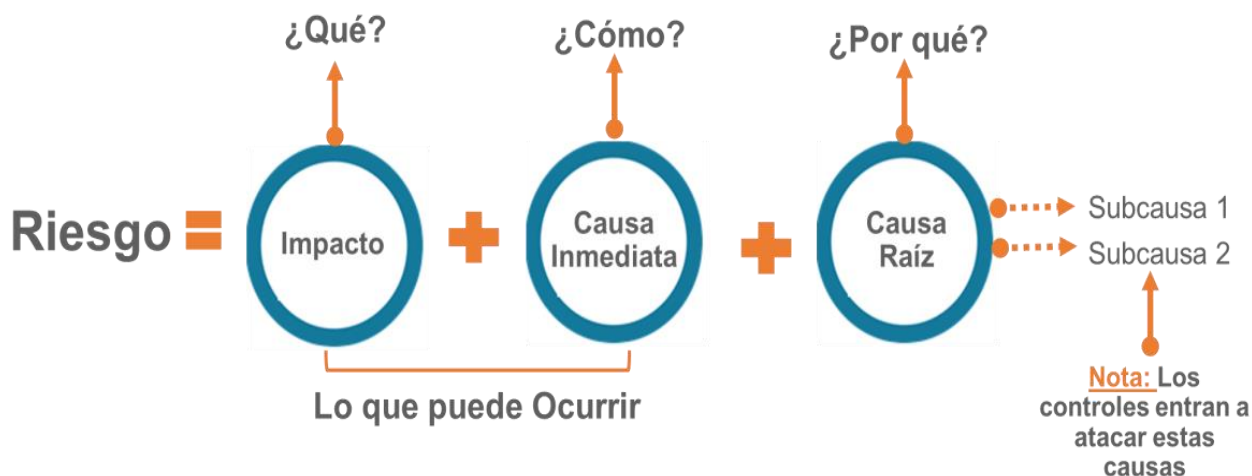 ¿Qué?
¿Cómo?
¿Por qué?
Riesgo =
Impacto
+
Causa
Inmediata
+
Causa
Raíz
Subcausa 1
Subcausa 2
Lo que puede Ocurrir
Nota: Los
controles entran a
atacar estas
causas